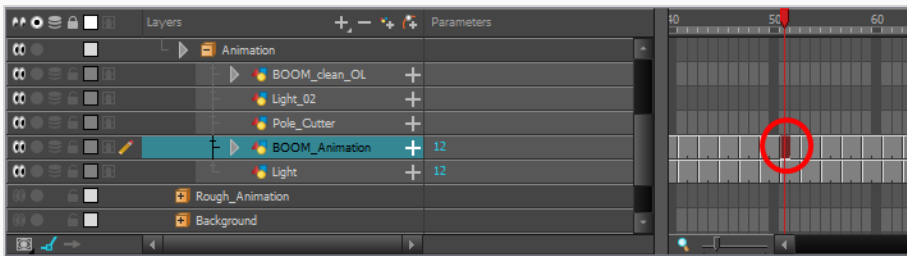 Layers Parameters 40 50 60
Animation
BOOM_clean_OL
Light_02
Pole_Cutter
BOOM_Animation 12
Light 12
Rough_Animation
Background